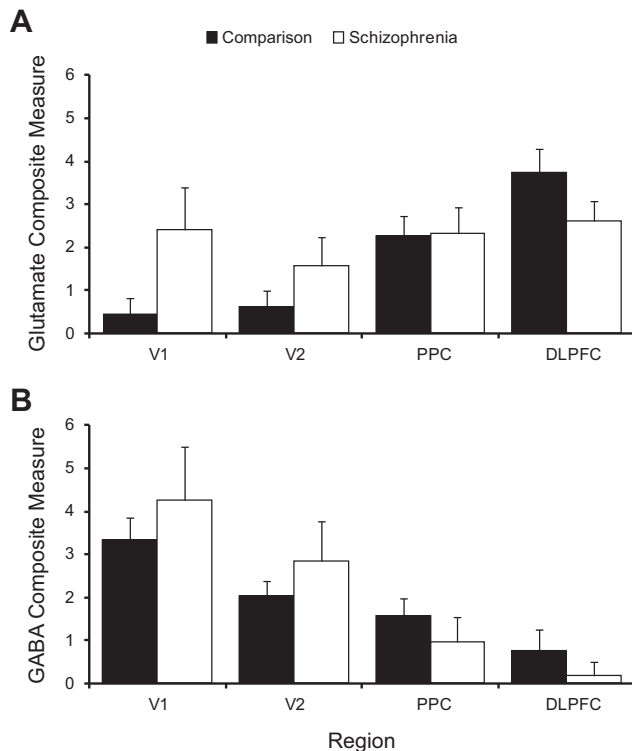 A
Comparison Schizophrenia
Glutamate Composite Measure
6
5
4
3
2
1
0
V1 V2 PPC DLPFC
B
GABA Composite Measure
6
5
4
3
2
1
0
V1 V2 PPC DLPFC
Region